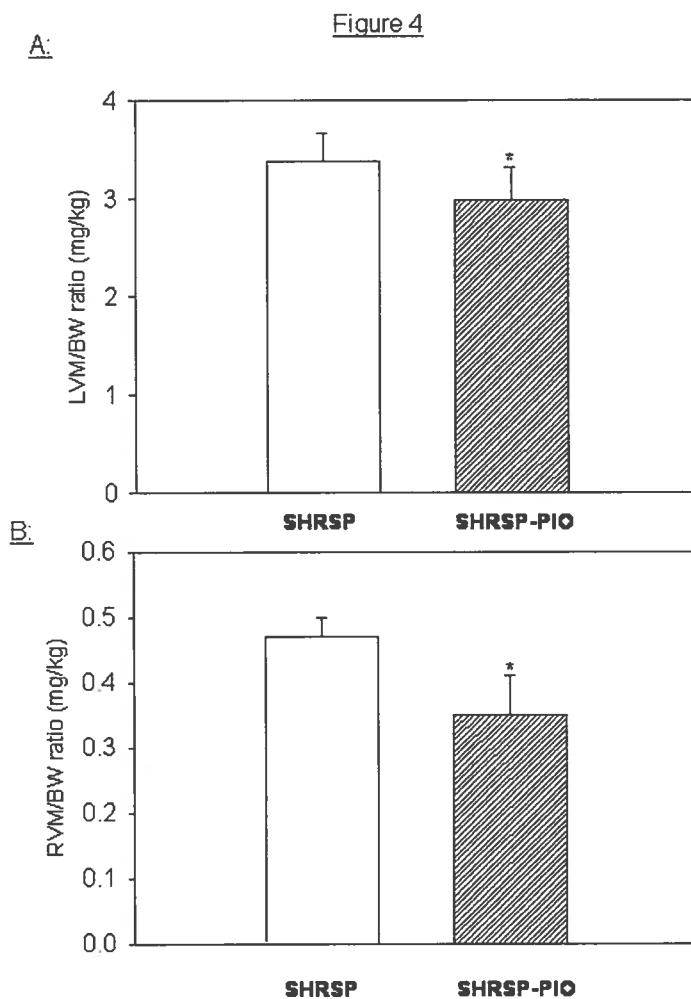 Figure 4
A:
4
3
2
1
0
LVM/BW ratio (mg/kg)
*
SHRSP SHRSP-PIO
B:
0.6
0.5
0.4
0.3
0.2
0.1
0.0
RVM/BW ratio (mg/kg)
*
SHRSP SHRSP-PIO